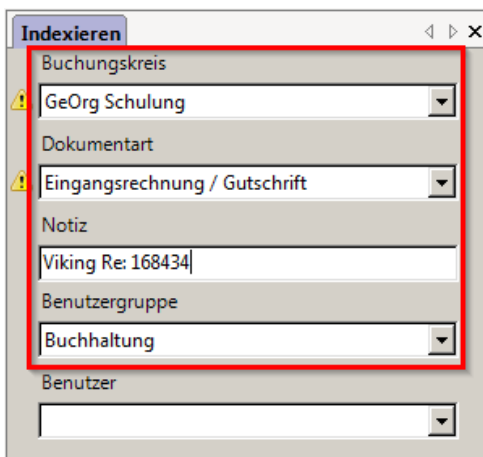 Indexieren
Buchungskreis
GeOrg Schulung
Dokumentart
Eingangsrechnung / Gutschrift
Notiz
Viking Re: 168434
Benutzergruppe
Buchhaltung
Benutzer